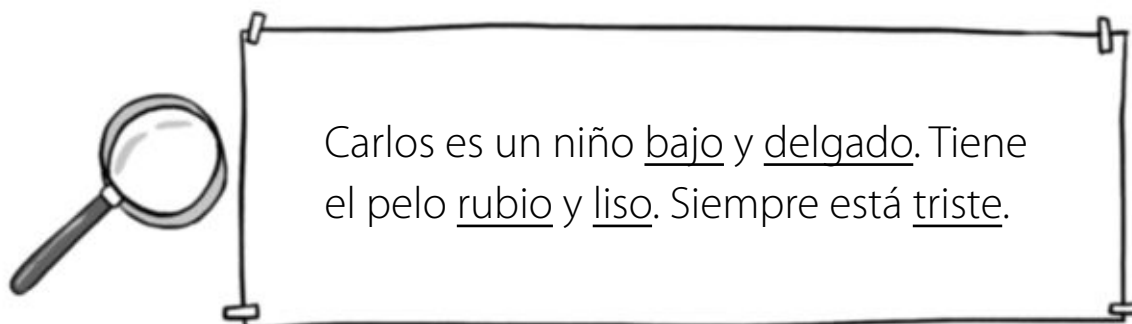 Carlos es un niño bajo y delgado. Tiene
el pelo rubio y liso. Siempre está triste.